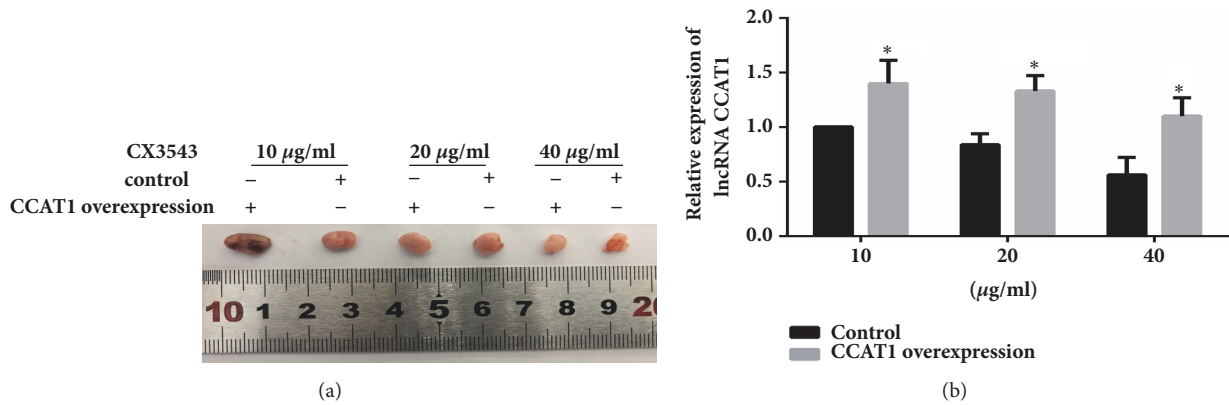 CX3543 10 μg/ml 20 μg/ml 40 μg/ml
control – + – + – +
CCAT1 overexpression + – + – + –
10 1 2 3 4 5 6 7 8 9 20
(a)
Relative expression of
lncRNA CCAT1
2.0
1.5
1.0
0.5
0.0
* * *
10 20 40
(μg/ml)
Control
CCAT1 overexpression
(b)